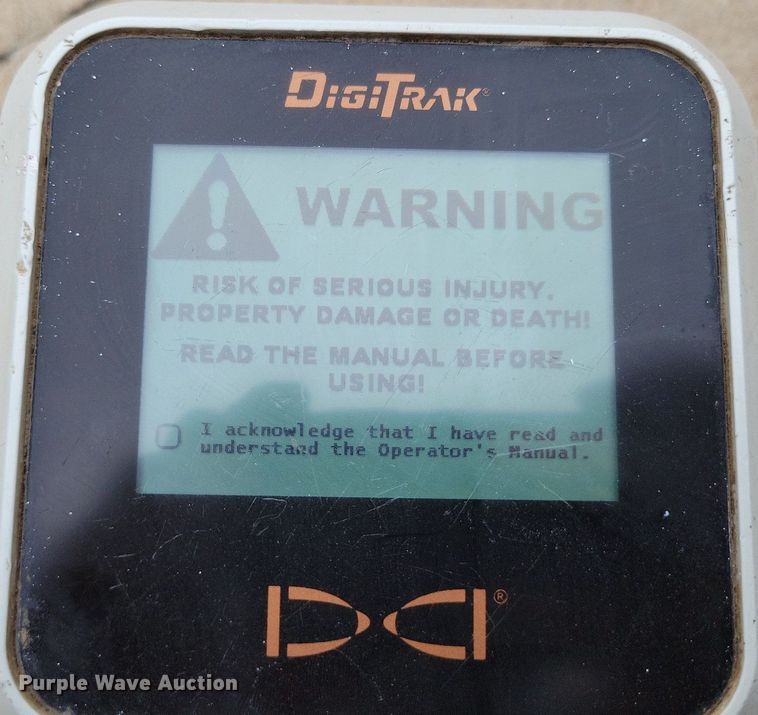 DIGITRAK®
WARNING
RISK OF SERIOUS INJURY,
PROPERTY DAMAGE OR DEATH!
READ THE MANUAL BEFORE
USING!
I acknowledge that I have read and
understand the Operator's Manual.
DCI®
Purple Wave Auction